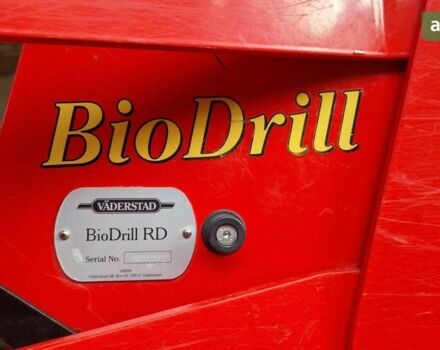 BioDrill
VÄDERSTAD
BioDrill RD
Serial No.